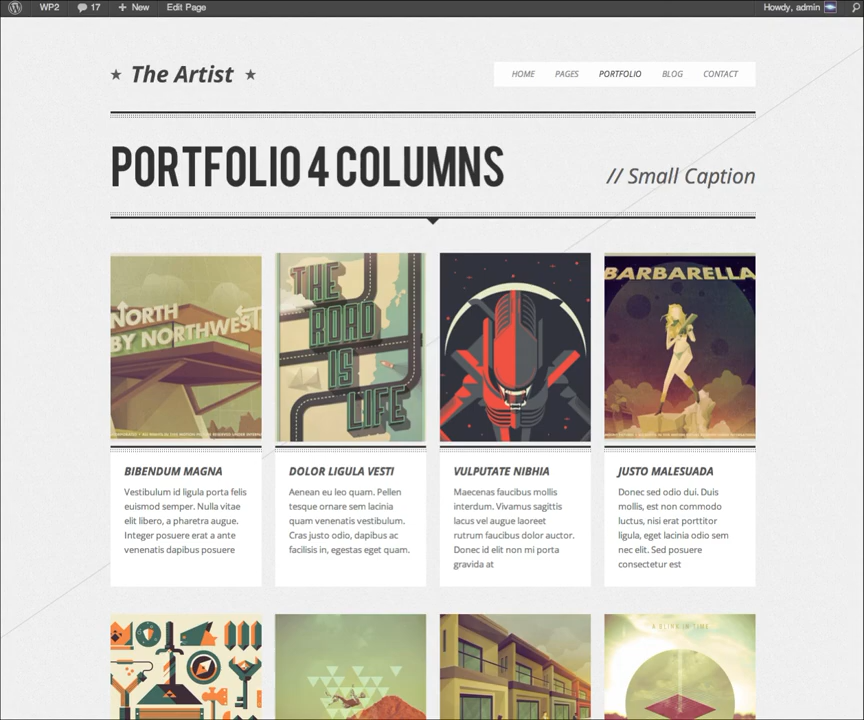 WP2 17 + New Edit Page Howdy, admin
★ The Artist ★
HOME PAGES PORTFOLIO BLOG CONTACT
PORTFOLIO 4 COLUMNS
// Small Caption
NORTH
BY NORTHWEST
THE
ROAD
IS
LIFE
BARBARELLA
BIBENDUM MAGNA
Vestibulum id ligula porta felis
euismod semper. Nulla vitae
elit libero, a pharetra augue.
Integer posuere erat a ante
venenatis dapibus posuere
DOLOR LIGULA VESTI
Aenean eu leo quam. Pellen
tesque ornare sem lacinia
quam venenatis vestibulum.
Cras justo odio, dapibus ac
facilisis in, egestas eget quam.
VULPUTATE NIBHIA
Maecenas faucibus mollis
interdum. Vivamus sagittis
lacus vel augue laoreet
rutrum faucibus dolor auctor.
Donec id elit non mi porta
gravida at
JUSTO MALESUADA
Donec sed odio dui. Duis
mollis, est non commodo
luctus, nisi erat porttitor
ligula, eget lacinia odio sem
nec elit. Sed posuere
consectetur est
A BLINK IN TIME